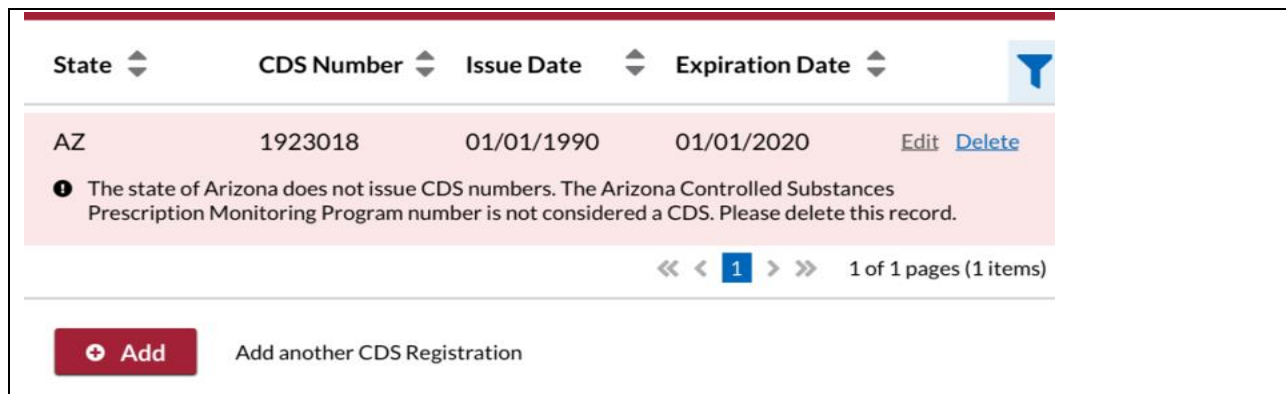 State CDS Number Issue Date Expiration Date
AZ 1923018 01/01/1990 01/01/2020 Edit Delete
The state of Arizona does not issue CDS numbers. The Arizona Controlled Substances
Prescription Monitoring Program number is not considered a CDS. Please delete this record.
1 1 of 1 pages (1 items)
Add Add another CDS Registration